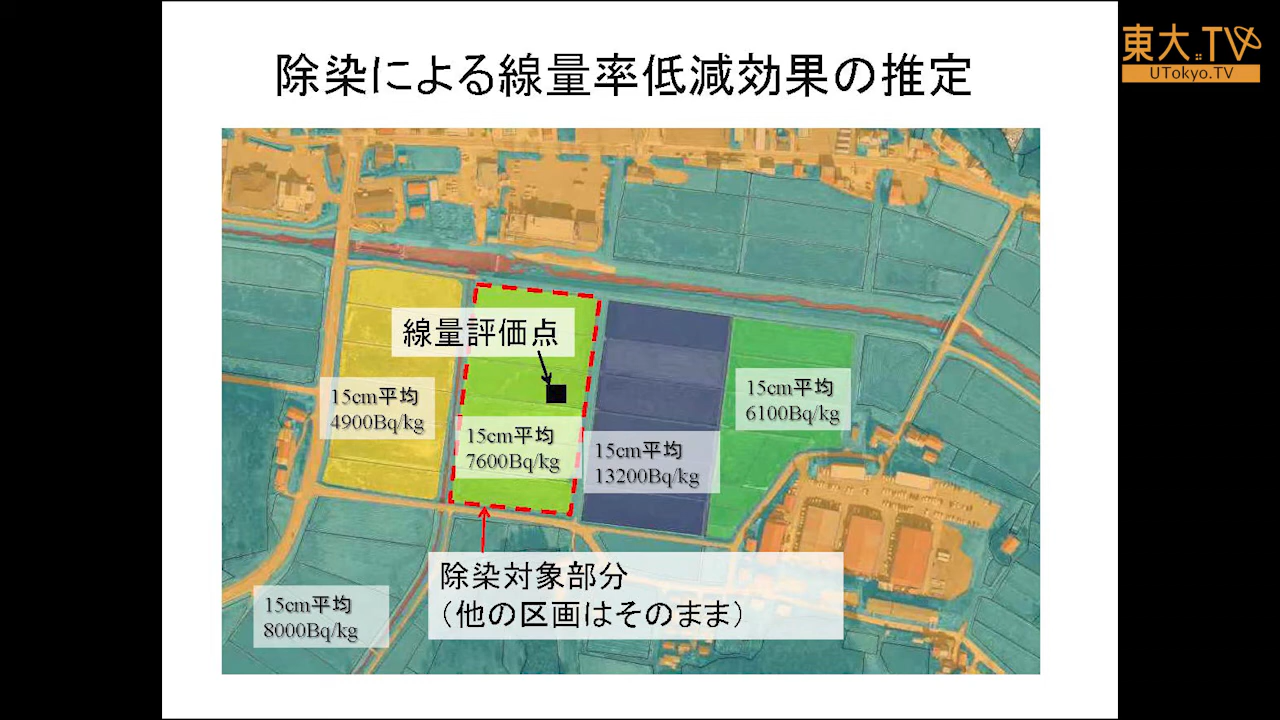 除染による線量率低減効果の推定
東大.TV
UTokyo.TV
線量評価点
15cm平均
4900Bq/kg
15cm平均
7600Bq/kg
15cm平均
13200Bq/kg
15cm平均
6100Bq/kg
除染対象部分
（他の区画はそのまま）
15cm平均
8000Bq/kg